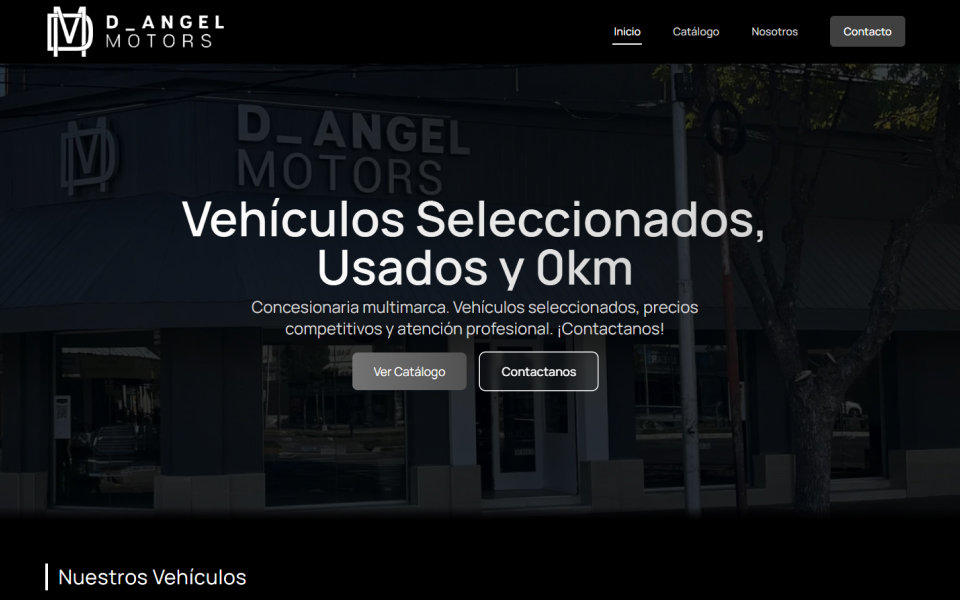 D_ANGEL
MOTORS
Inicio
Catálogo
Nosotros
Contacto
D_ANGEL
MOTORS
Vehículos Seleccionados,
Usados y 0km
Concesionaria multimarca. Vehículos seleccionados, precios
competitivos y atención profesional. ¡Contactanos!
Ver Catálogo
Contactanos
Nuestros Vehículos